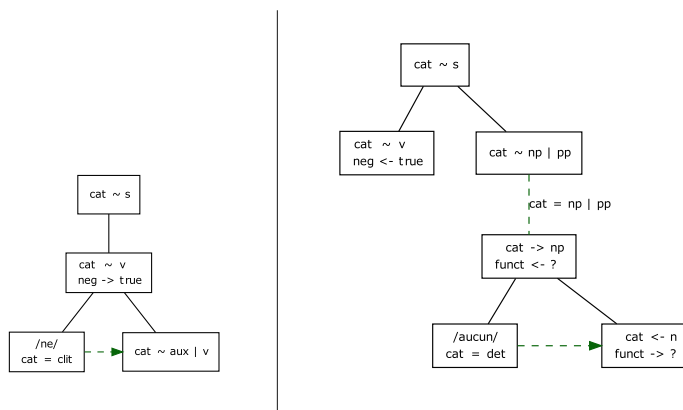 cat ~ s
cat ~ v
neg -> true
/ne/
cat = clit
cat ~ aux | v
cat ~ s
cat ~ v
neg <- true
cat ~ np | pp
cat = np | pp
cat -> np
funct <- ?
/aucun/
cat = det
cat <- n
funct -> ?